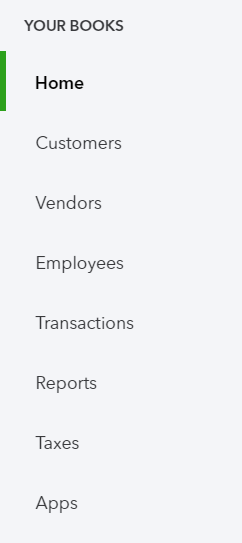 YOUR BOOKS
Home
Customers
Vendors
Employees
Transactions
Reports
Taxes
Apps